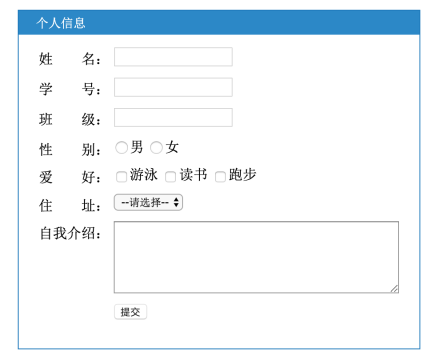 个人信息
姓 名：
学 号：
班 级：
性 别： 男 女
爱 好： 游泳 读书 跑步
住 址： --请选择--
自我介绍：
提交